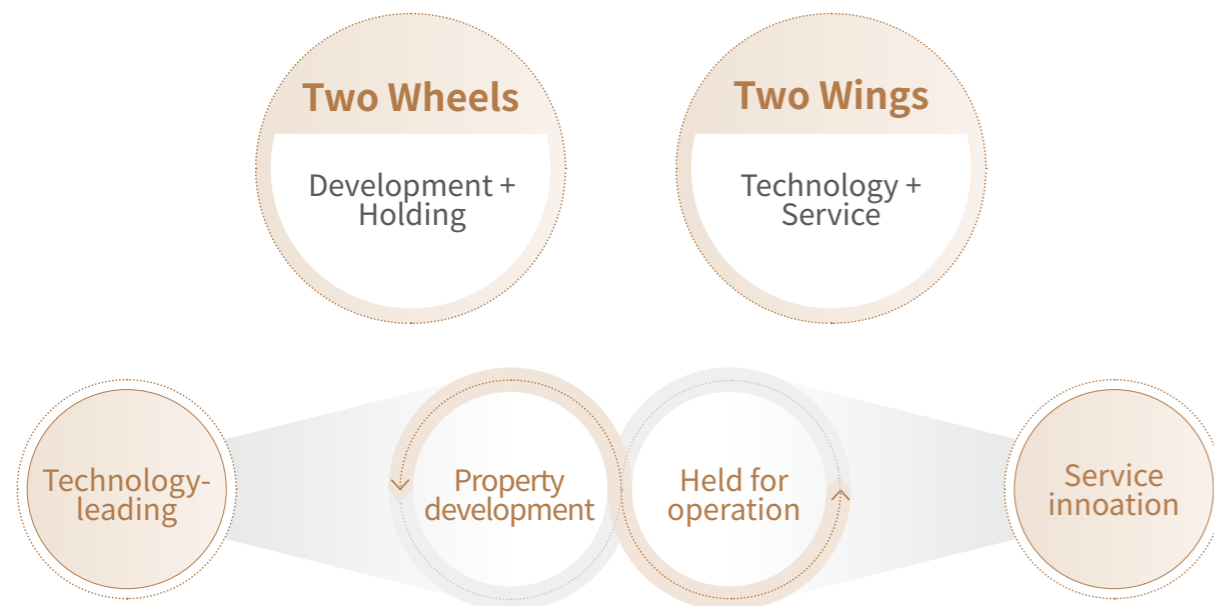 Two Wheels
Development +
Holding
Two Wings
Technology +
Service
Technology-
leading
Property
development
Held for
operation
Service
innoation